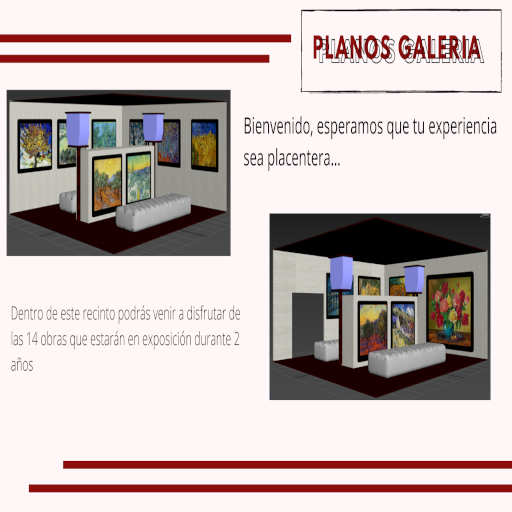 PLANOS GALERIA
Bienvenido, esperamos que tu experiencia
sea placentera...
Dentro de este recinto podrás venir a disfrutar de
las 14 obras que estarán en exposición durante 2
años